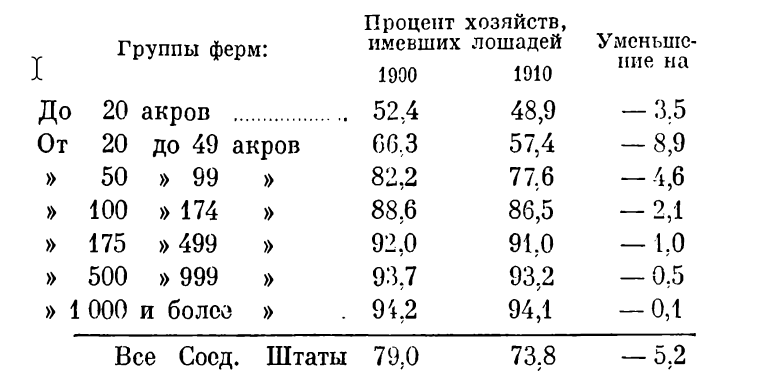 Группы ферм:
Процент хозяйств,
имевших лошадей
1900 1910
Уменьше-
ние на
До 20 акров .................. 52,4 48,9 — 3,5
От 20 до 49 акров 66,3 57,4 — 8,9
» 50 » 99 » 82,2 77,6 — 4,6
» 100 » 174 » 88,6 86,5 — 2,1
» 175 » 499 » 92,0 91,0 — 1,0
» 500 » 999 » 93,7 93,2 — 0,5
» 1 000 и более » . 94,2 94,1 — 0,1
Все Соед. Штаты 79,0 73,8 — 5,2